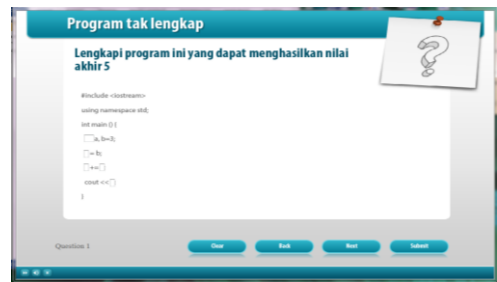 Program tak lengkap
Lengkapi program ini yang dapat menghasilkan nilai
akhir 5
#include <iostream>
using namespace std;
int main () {
a, b=3;
= b;
+=
cout <<
}
Question 1
Clear
Back
Next
Submit